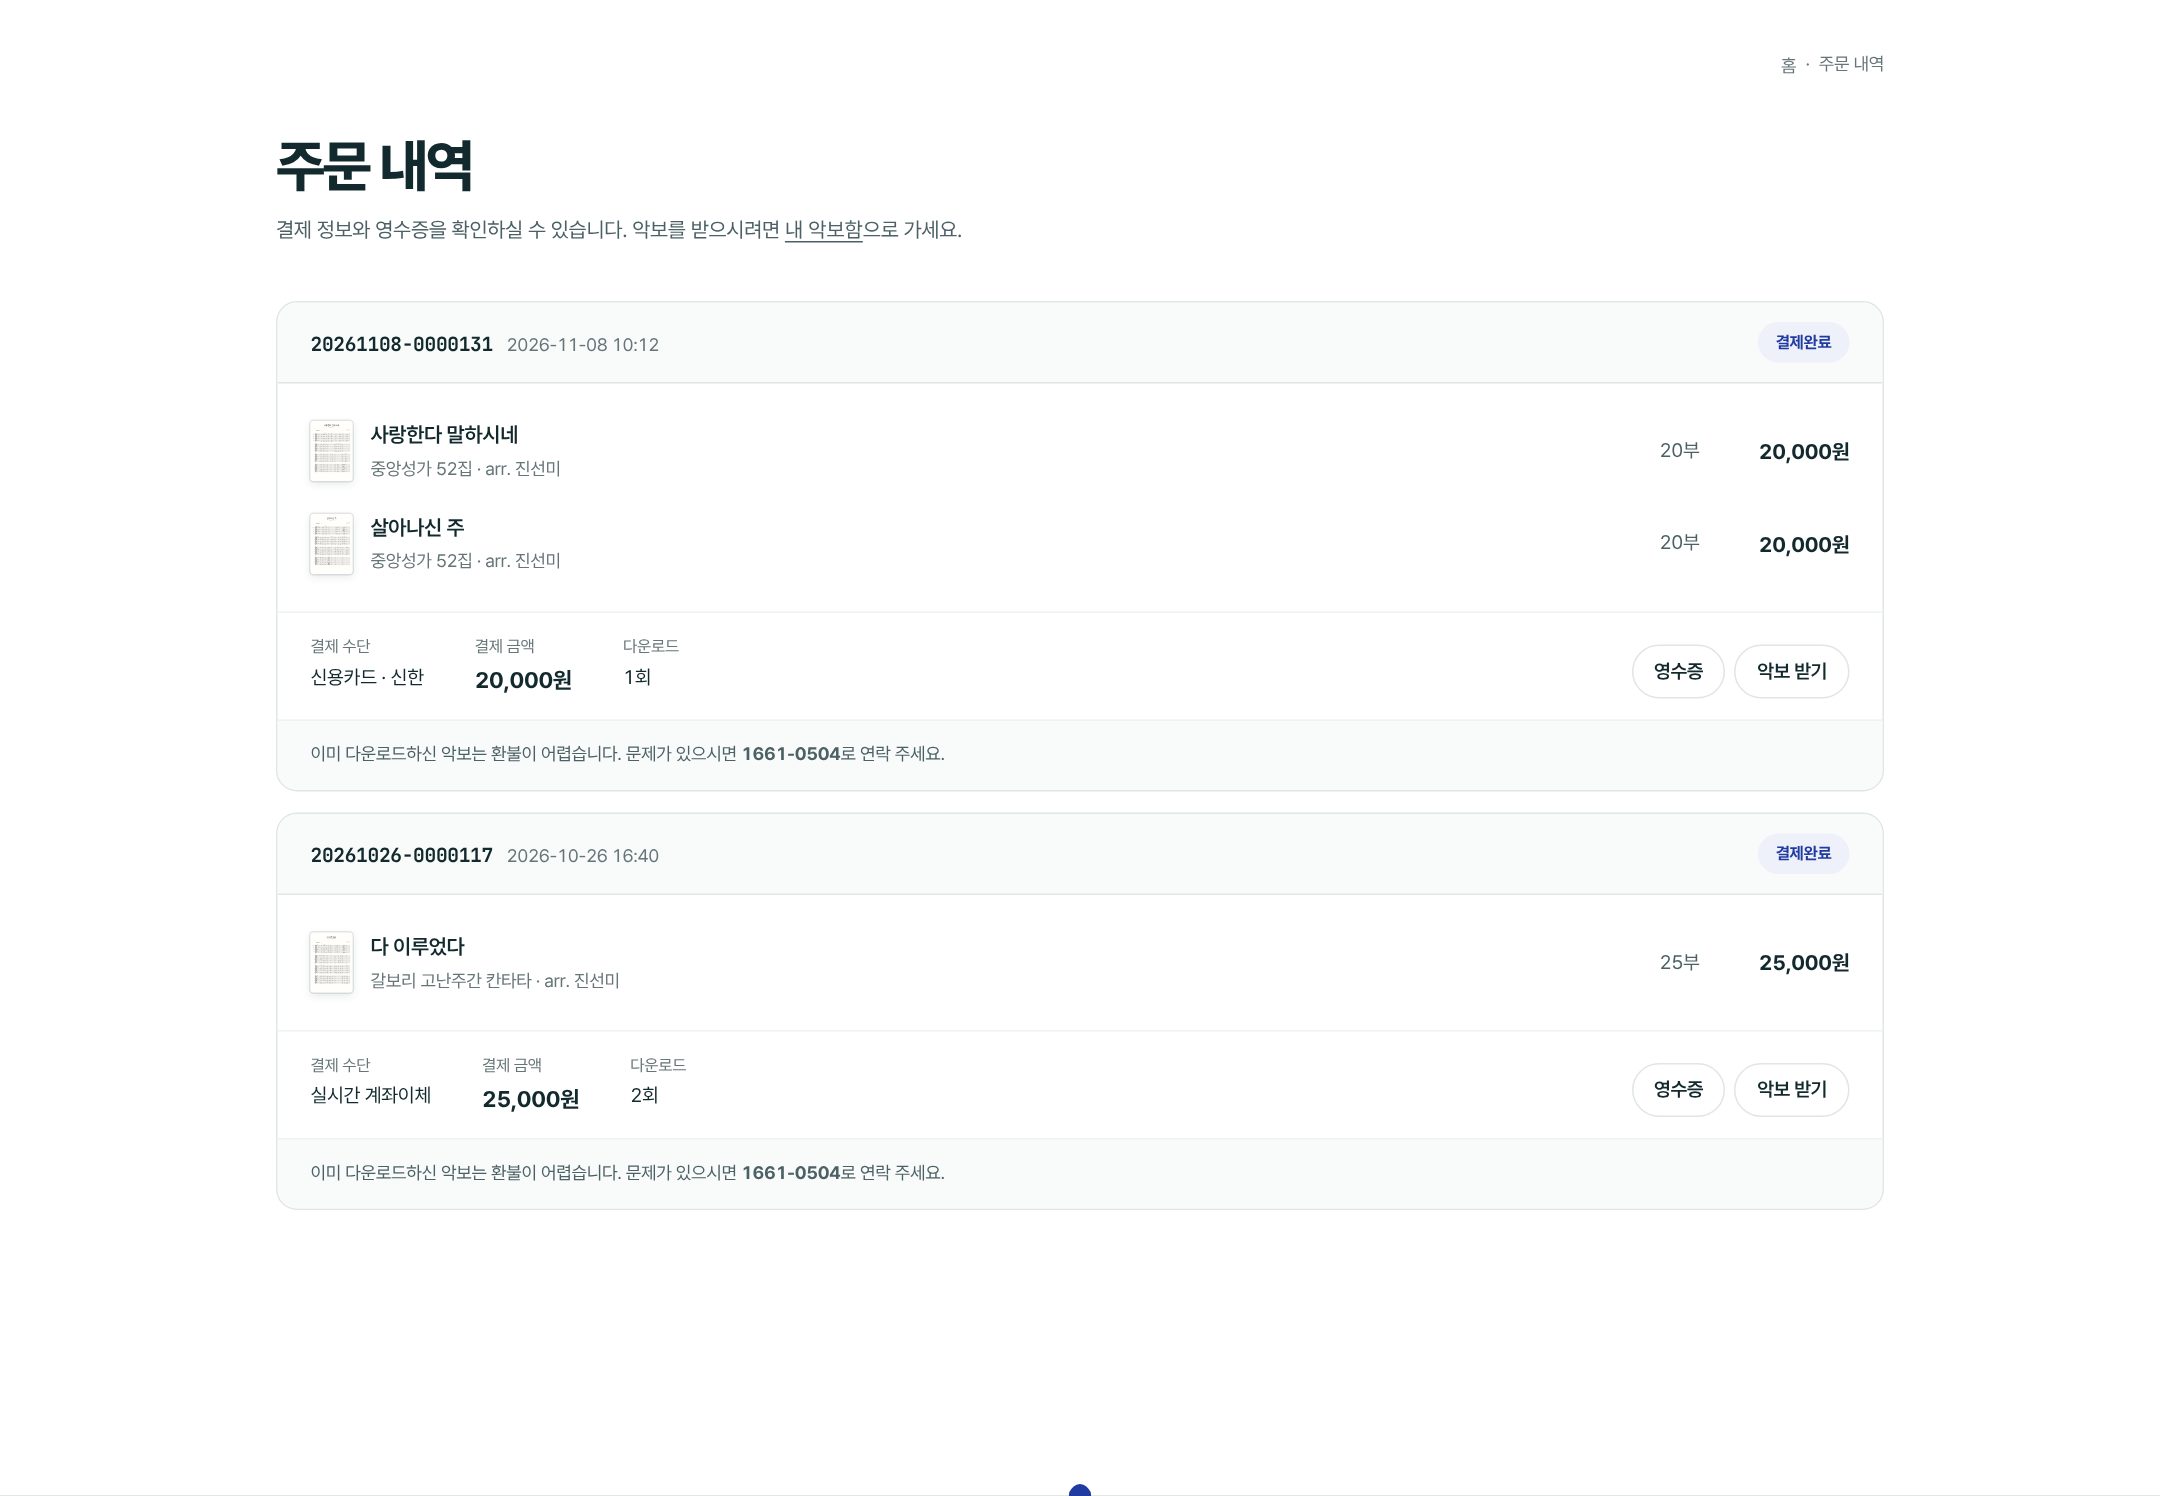 홈 · 주문 내역
주문 내역
결제 정보와 영수증을 확인하실 수 있습니다. 악보를 받으시려면 내 악보함으로 가세요.
20261108-0000131 2026-11-08 10:12 결제완료
사랑한다 말하시네
중앙성가 52집 · arr. 진선미
20부 20,000원
살아나신 주
중앙성가 52집 · arr. 진선미
20부 20,000원
결제 수단 결제 금액 다운로드
신용카드 · 신한 20,000원 1회
영수증 악보 받기
이미 다운로드하신 악보는 환불이 어렵습니다. 문제가 있으시면 1661-0504로 연락 주세요.
20261026-0000117 2026-10-26 16:40 결제완료
다 이루었다
갈보리 고난주간 칸타타 · arr. 진선미
25부 25,000원
결제 수단 결제 금액 다운로드
실시간 계좌이체 25,000원 2회
영수증 악보 받기
이미 다운로드하신 악보는 환불이 어렵습니다. 문제가 있으시면 1661-0504로 연락 주세요.